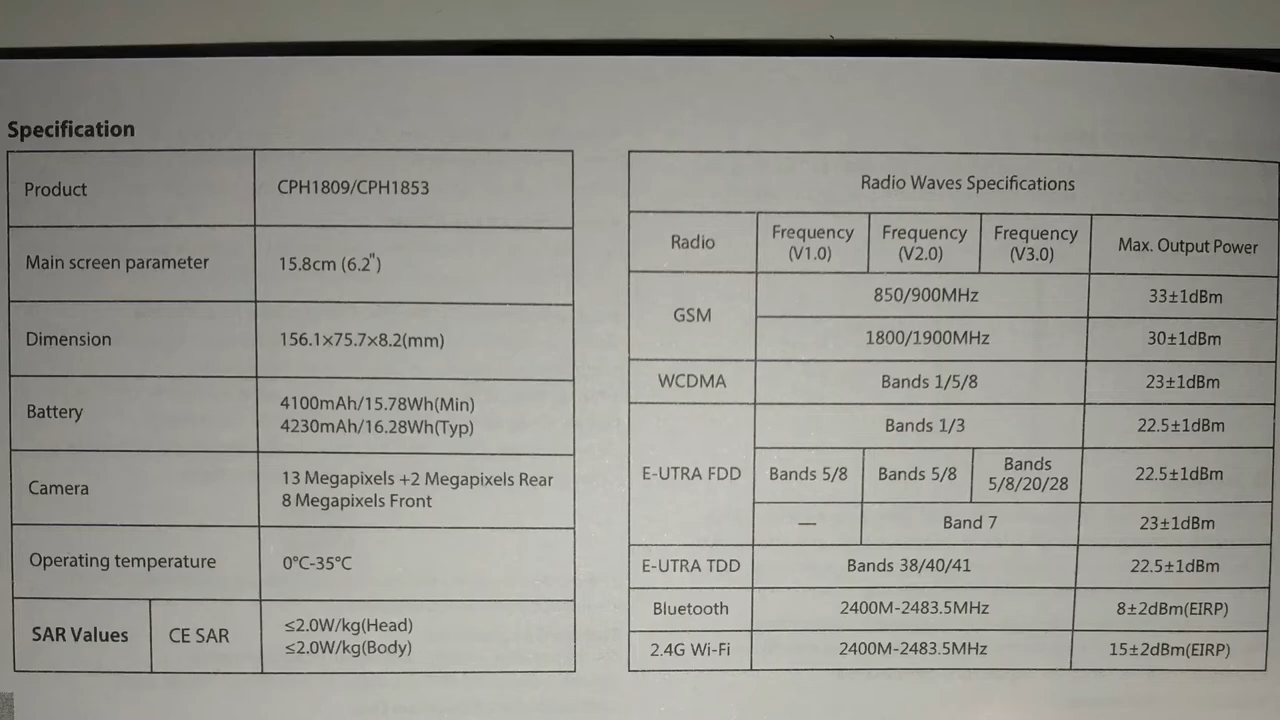 Specification
Product
CPH1809/CPH1853
Main screen parameter
15.8cm (6.2")
Dimension
156.1×75.7×8.2(mm)
Battery
4100mAh/15.78Wh(Min)
4230mAh/16.28Wh(Typ)
Camera
13 Megapixels +2 Megapixels Rear
8 Megapixels Front
Operating temperature
0°C-35°C
SAR Values
CE SAR
≤2.0W/kg(Head)
≤2.0W/kg(Body)
Radio Waves Specifications
Radio
Frequency
(V1.0)
Frequency
(V2.0)
Frequency
(V3.0)
Max. Output Power
GSM
850/900MHz
33±1dBm
1800/1900MHz
30±1dBm
WCDMA
Bands 1/5/8
23±1dBm
E-UTRA FDD
Bands 1/3
22.5±1dBm
Bands 5/8
Bands 5/8
Bands
5/8/20/28
22.5±1dBm
—
Band 7
23±1dBm
E-UTRA TDD
Bands 38/40/41
22.5±1dBm
Bluetooth
2400M-2483.5MHz
8±2dBm(EIRP)
2.4G Wi-Fi
2400M-2483.5MHz
15±2dBm(EIRP)